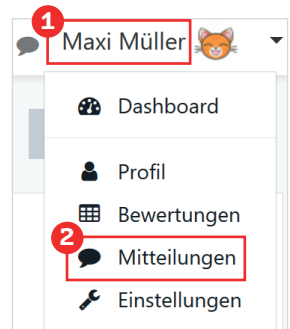 1
Maxi Müller
Dashboard
Profil
Bewertungen
2
Mitteilungen
Einstellungen